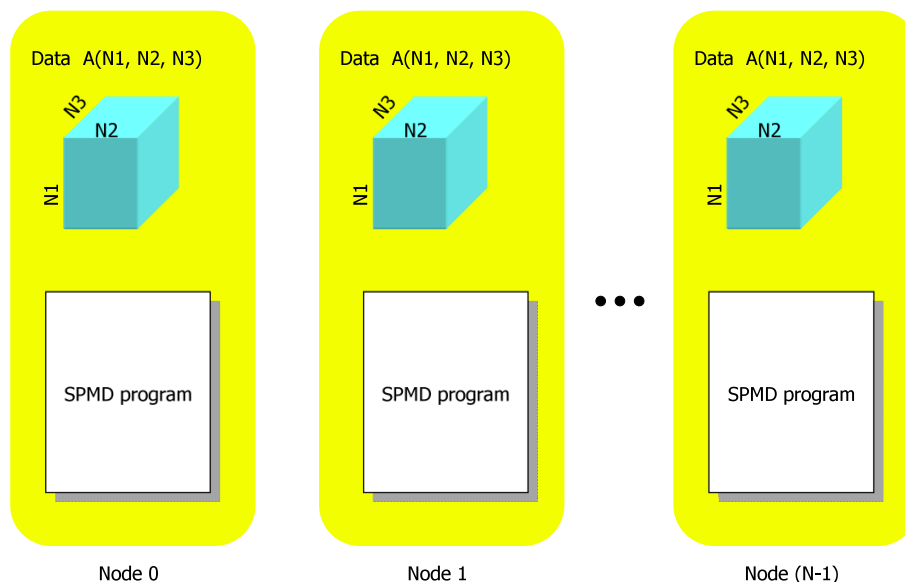 Data A(N1, N2, N3)
N3
N2
N1
SPMD program
Node 0
Data A(N1, N2, N3)
N3
N2
N1
SPMD program
Node 1
Data A(N1, N2, N3)
N3
N2
N1
SPMD program
Node (N-1)